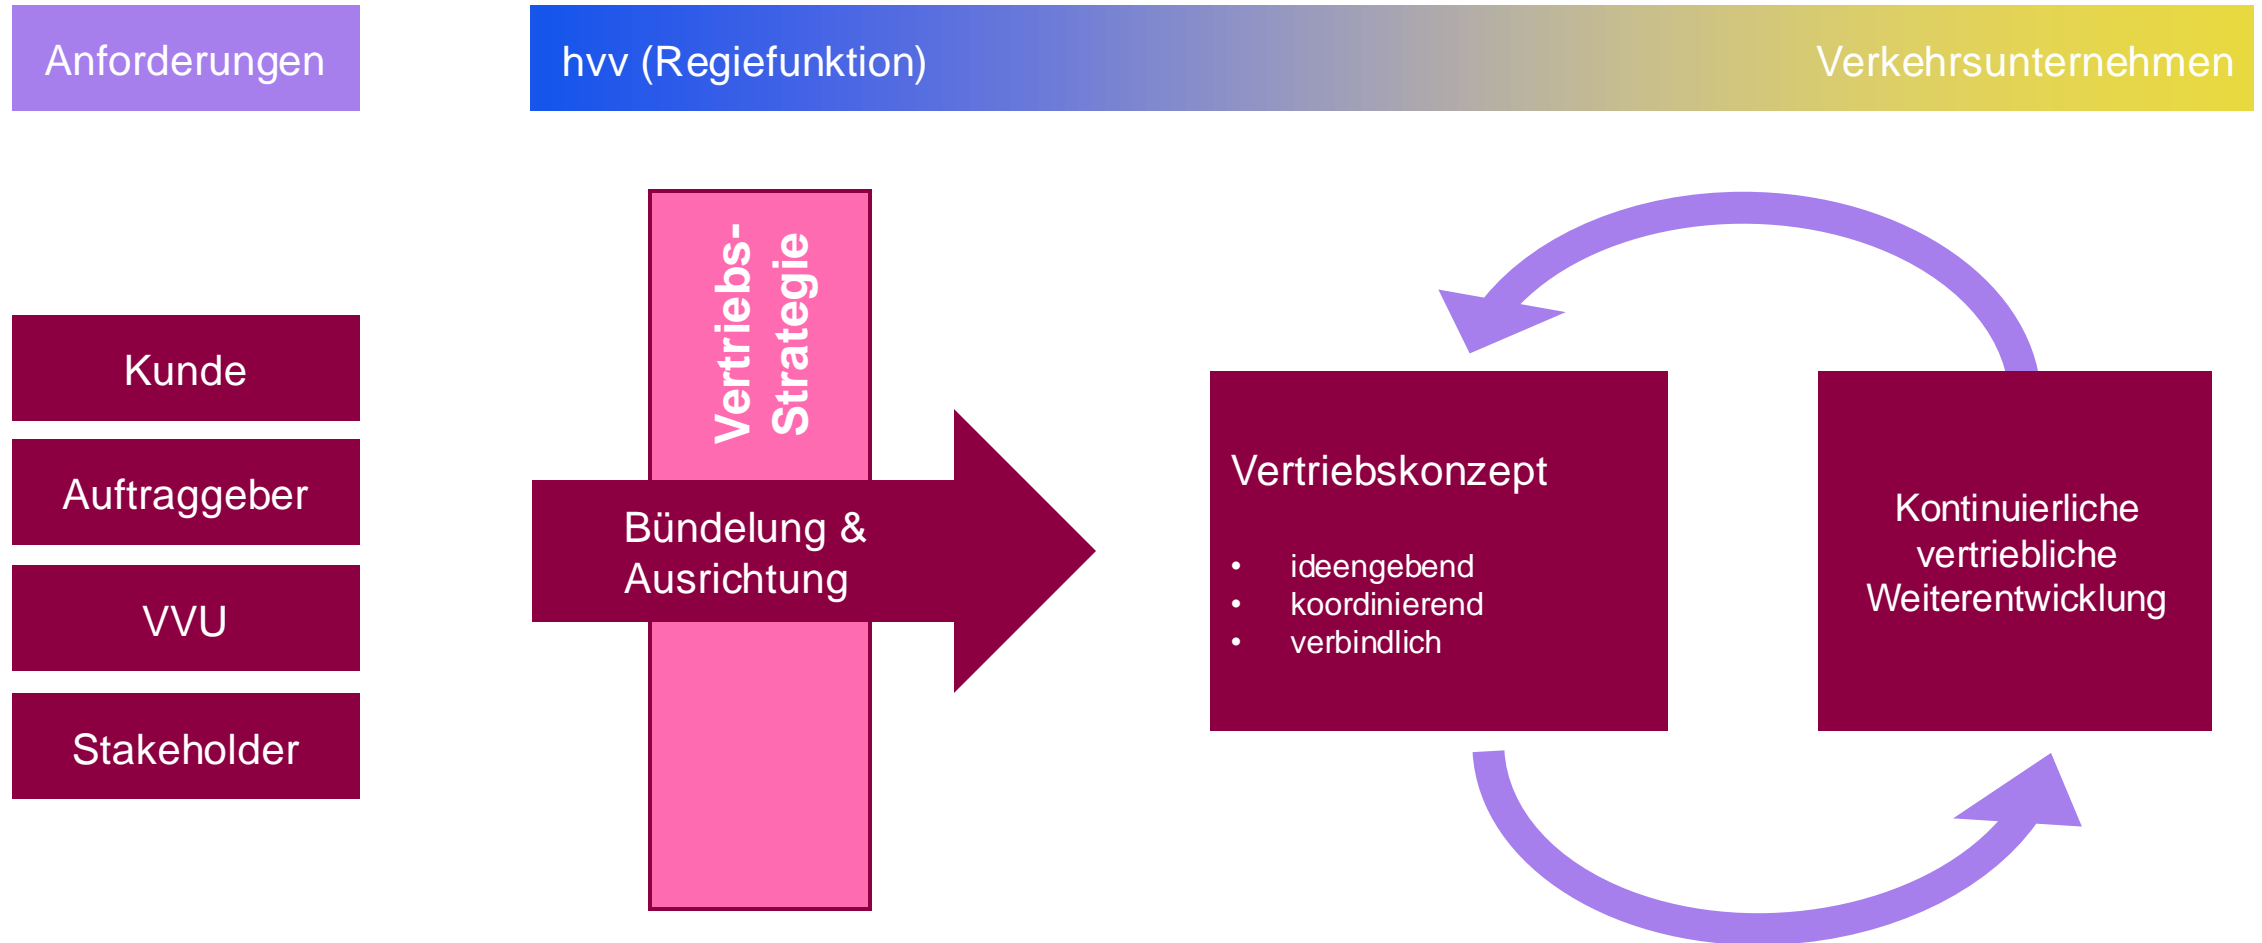 Anforderungen
hvv (Regiefunktion)
Verkehrsunternehmen
Kunde
Auftraggeber
VVU
Stakeholder
Vertriebs-
Strategie
Bündelung &
Ausrichtung
Vertriebskonzept
• ideengebend
• koordinierend
• verbindlich
Kontinuierliche
vertriebliche
Weiterentwicklung